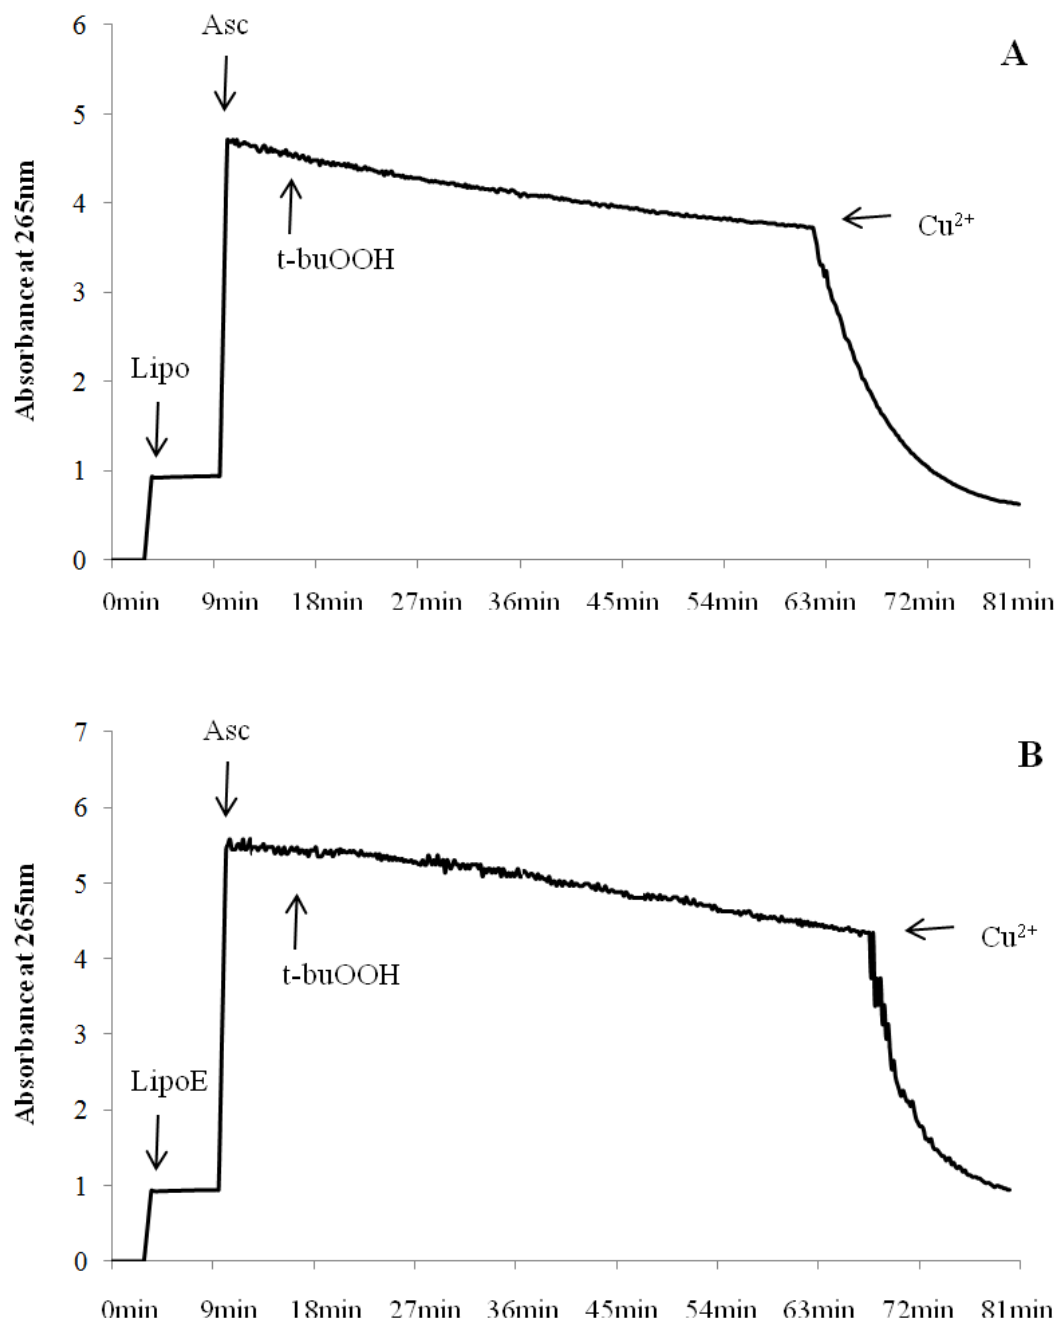 6
Asc
A
5
4
t-buOOH
Cu²⁺
3
Absorbance at 265nm
Lipo
2
1
0
0min 9min 18min 27min 36min 45min 54min 63min 72min 81min
7
Asc
B
6
5
t-buOOH
Cu²⁺
4
Absorbance at 265nm
3
LipoE
2
1
0
0min 9min 18min 27min 36min 45min 54min 63min 72min 81min